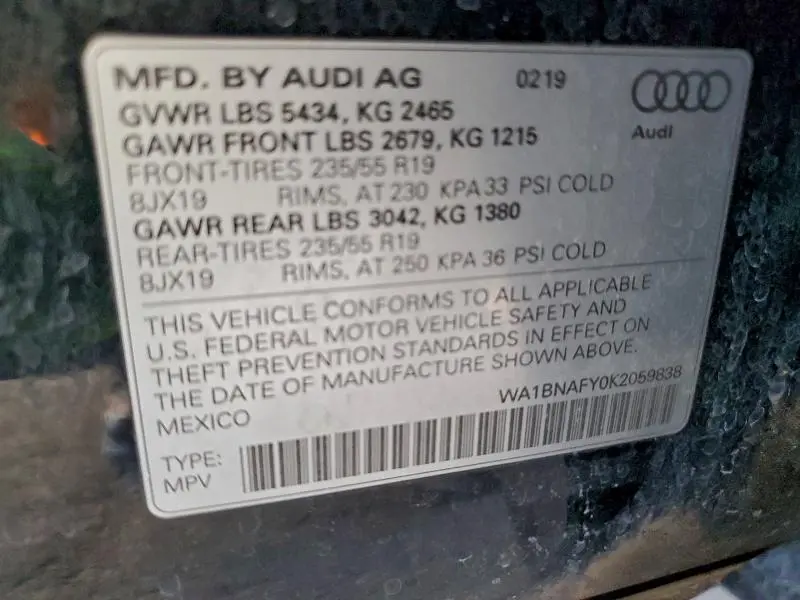 MFD. BY AUDI AG 0219
Audi
GVWR LBS 5434, KG 2465
GAWR FRONT LBS 2679, KG 1215
FRONT-TIRES 235/55 R19
8JX19 RIMS, AT 230 KPA 33 PSI COLD
GAWR REAR LBS 3042, KG 1380
REAR-TIRES 235/55 R19
8JX19 RIMS, AT 250 KPA 36 PSI COLD
THIS VEHICLE CONFORMS TO ALL APPLICABLE
U.S. FEDERAL MOTOR VEHICLE SAFETY AND
THEFT PREVENTION STANDARDS IN EFFECT ON
THE DATE OF MANUFACTURE SHOWN ABOVE.
MEXICO WA1BNAFY0K2059838
TYPE:
MPV